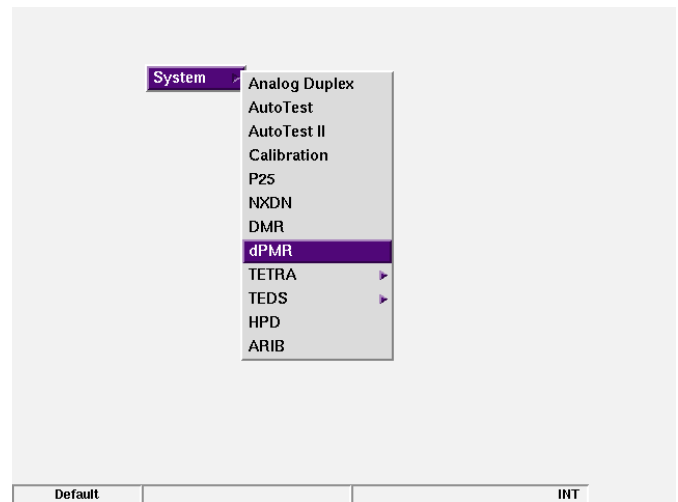 System
Analog Duplex
AutoTest
AutoTest II
Calibration
P25
NXDN
DMR
dPMR
TETRA
TEDS
HPD
ARIB
Default
INT